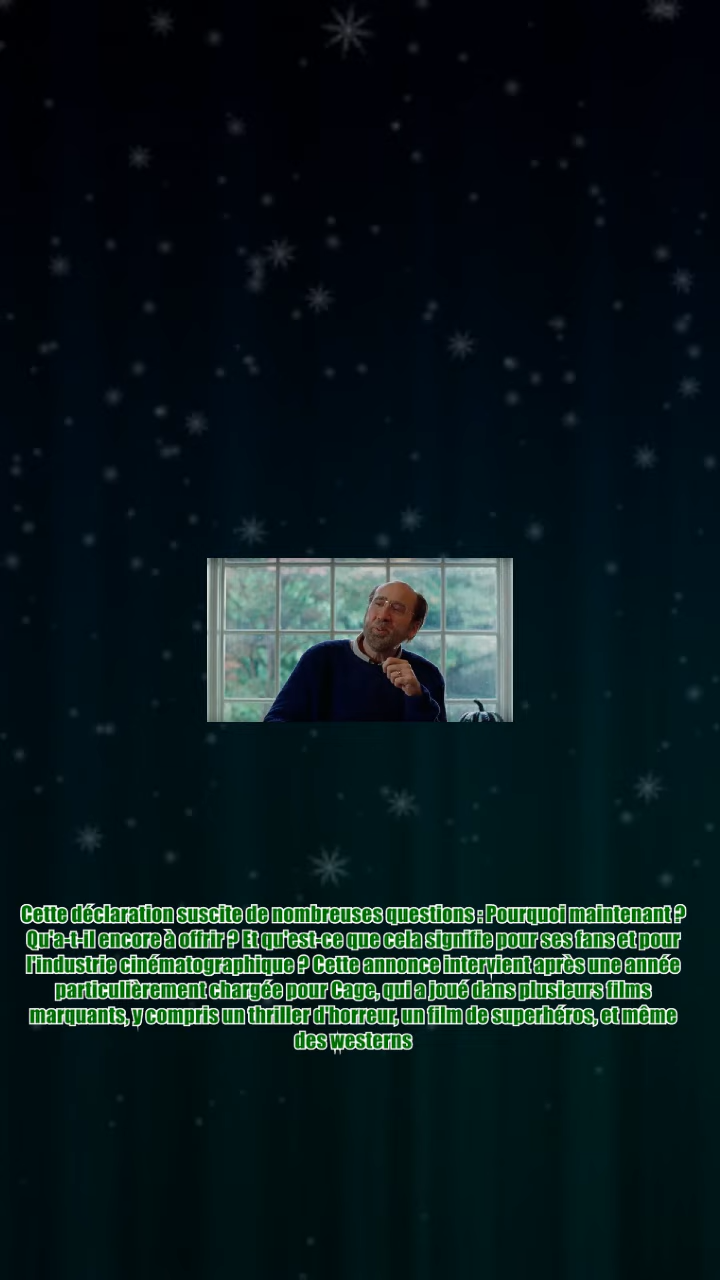 Cette déclaration suscite de nombreuses questions : Pourquoi maintenant ?
Qu'a-t-il encore à offrir ? Et qu'est-ce que cela signifie pour ses fans et pour
l'industrie cinématographique ? Cette annonce intervient après une année
particulièrement chargée pour Cage, qui a joué dans plusieurs films
marquants, y compris un thriller d'horreur, un film de superhéros, et même
des westerns